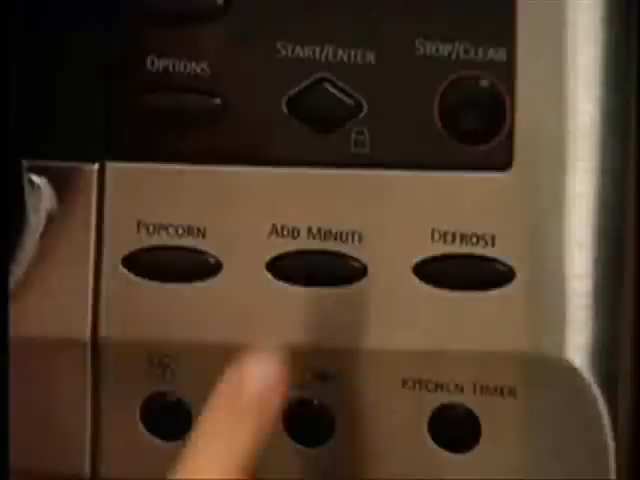 OPTIONS
START/ENTER
STOP/CLEAR
POPCORN
ADD MINUTE
DEFROST
KITCHEN TIMER